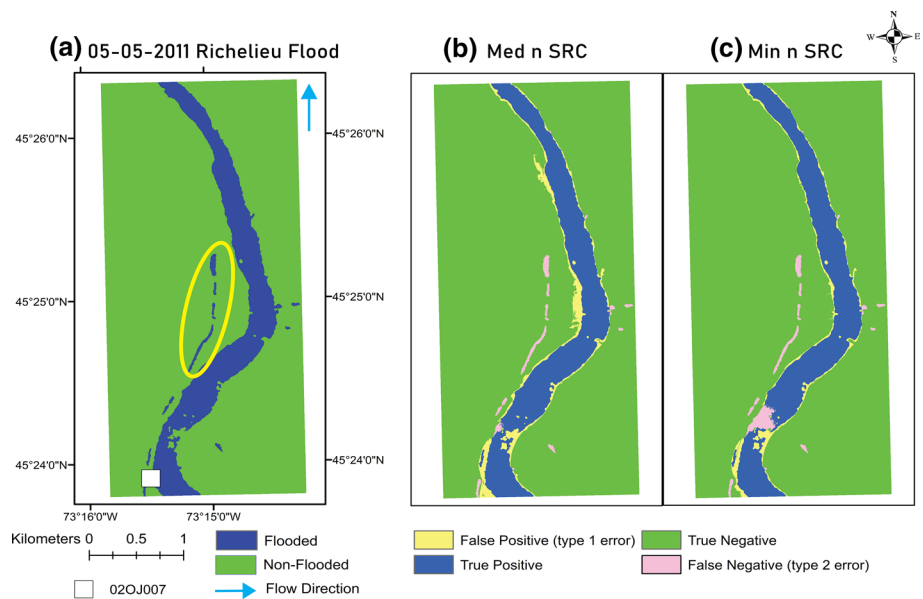 (a) 05-05-2011 Richelieu Flood
(b) Med n SRC
(c) Min n SRC
N
W E
S
45°26'0"N
45°25'0"N
45°24'0"N
45°26'0"N
45°25'0"N
45°24'0"N
73°16'0"W 73°15'0"W
Kilometers
0 0.5 1
02OJ007
Flooded
Non-Flooded
Flow Direction
False Positive (type 1 error)
True Positive
True Negative
False Negative (type 2 error)